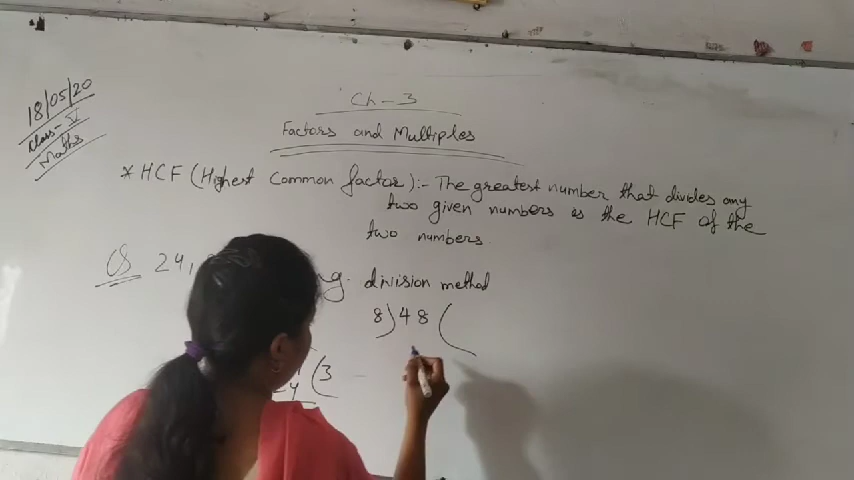 18/05/20
Class - V
Maths
Ch - 3
Factors and Multiples
* HCF (Highest Common factor) :- The greatest number that divides any
two given numbers is the HCF of the
two numbers
24,
division method
8)48(
(3